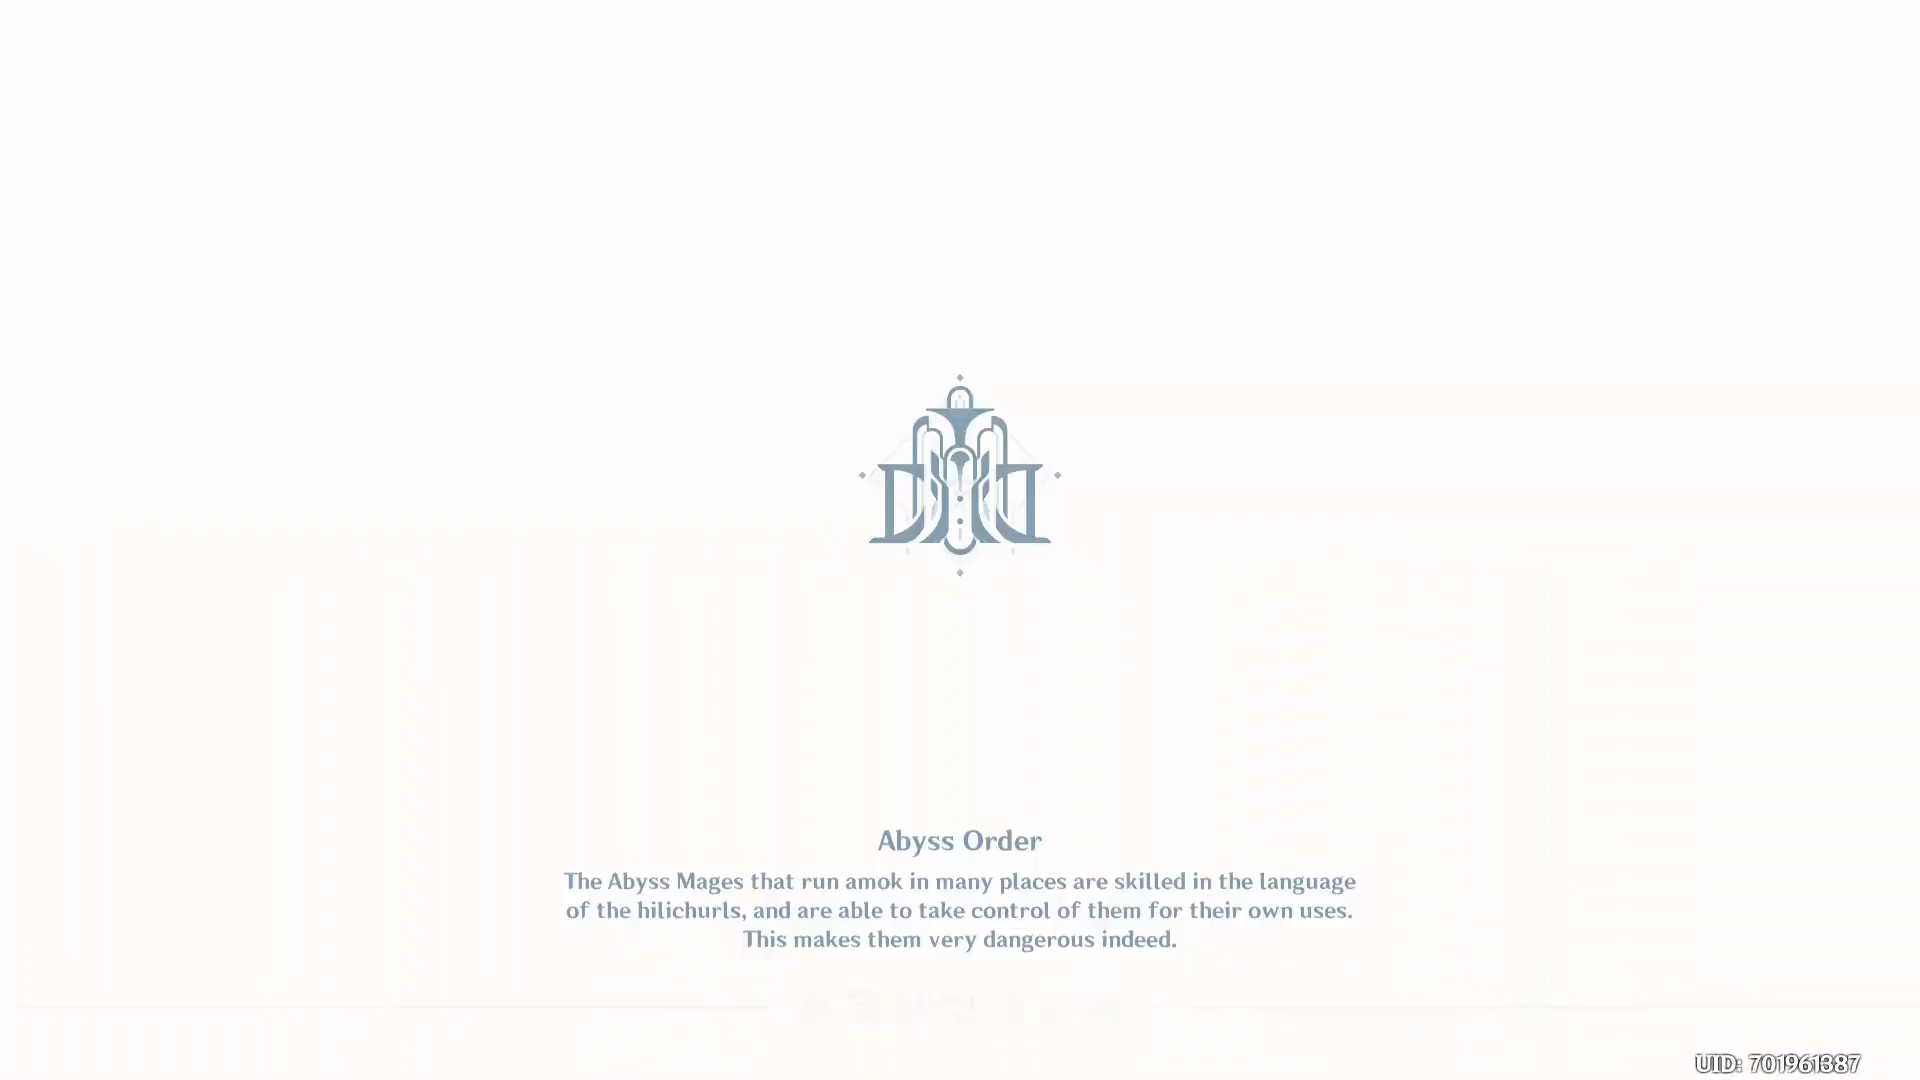 Abyss Order
The Abyss Mages that run amok in many places are skilled in the language
of the hilichurls, and are able to take control of them for their own uses.
This makes them very dangerous indeed.
UID: 701961387